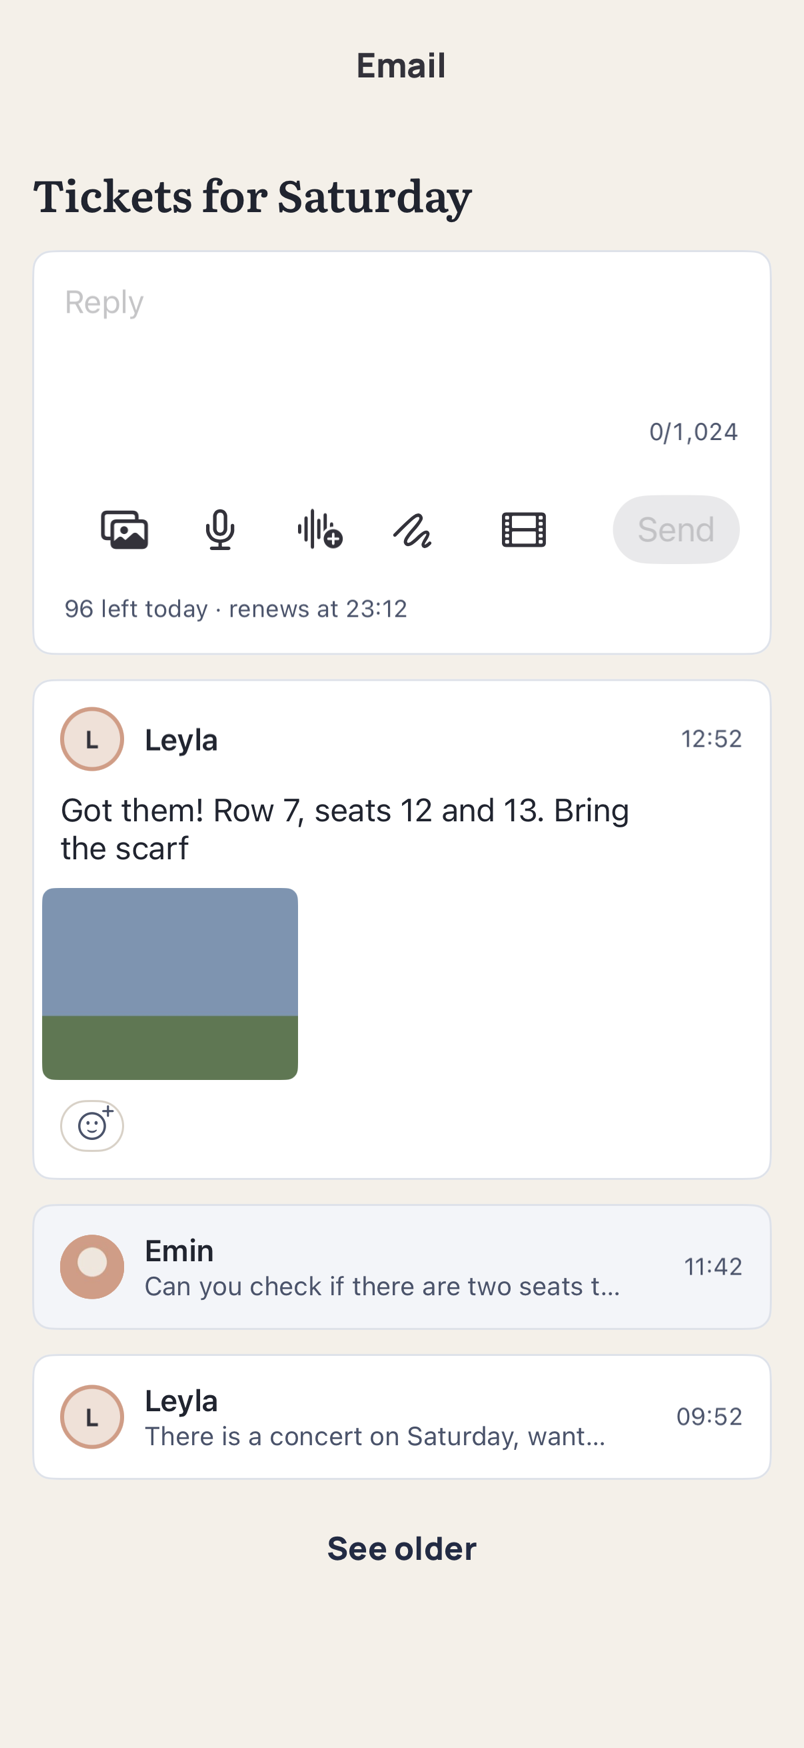 Email
Tickets for Saturday
Reply
0/1,024
Send
96 left today · renews at 23:12
L
Leyla
12:52
Got them! Row 7, seats 12 and 13. Bring
the scarf
Emin
Can you check if there are two seats t...
11:42
L
Leyla
There is a concert on Saturday, want...
09:52
See older